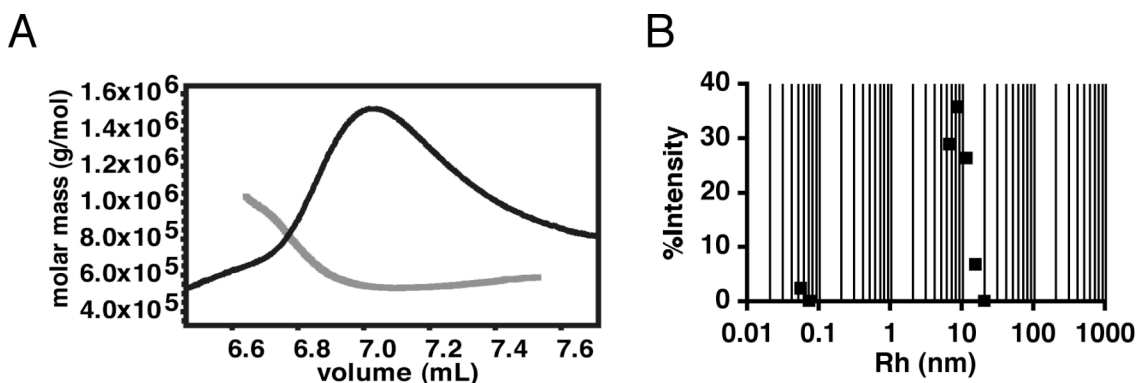 A
molar mass (g/mol)
1.6x10⁶
1.4x10⁶
1.2x10⁶
1.0x10⁶
8.0x10⁵
6.0x10⁵
4.0x10⁵
6.6 6.8 7.0 7.2 7.4 7.6
volume (mL)
B
%Intensity
40
30
20
10
0
0.01 0.1 1 10 100 1000
Rh (nm)